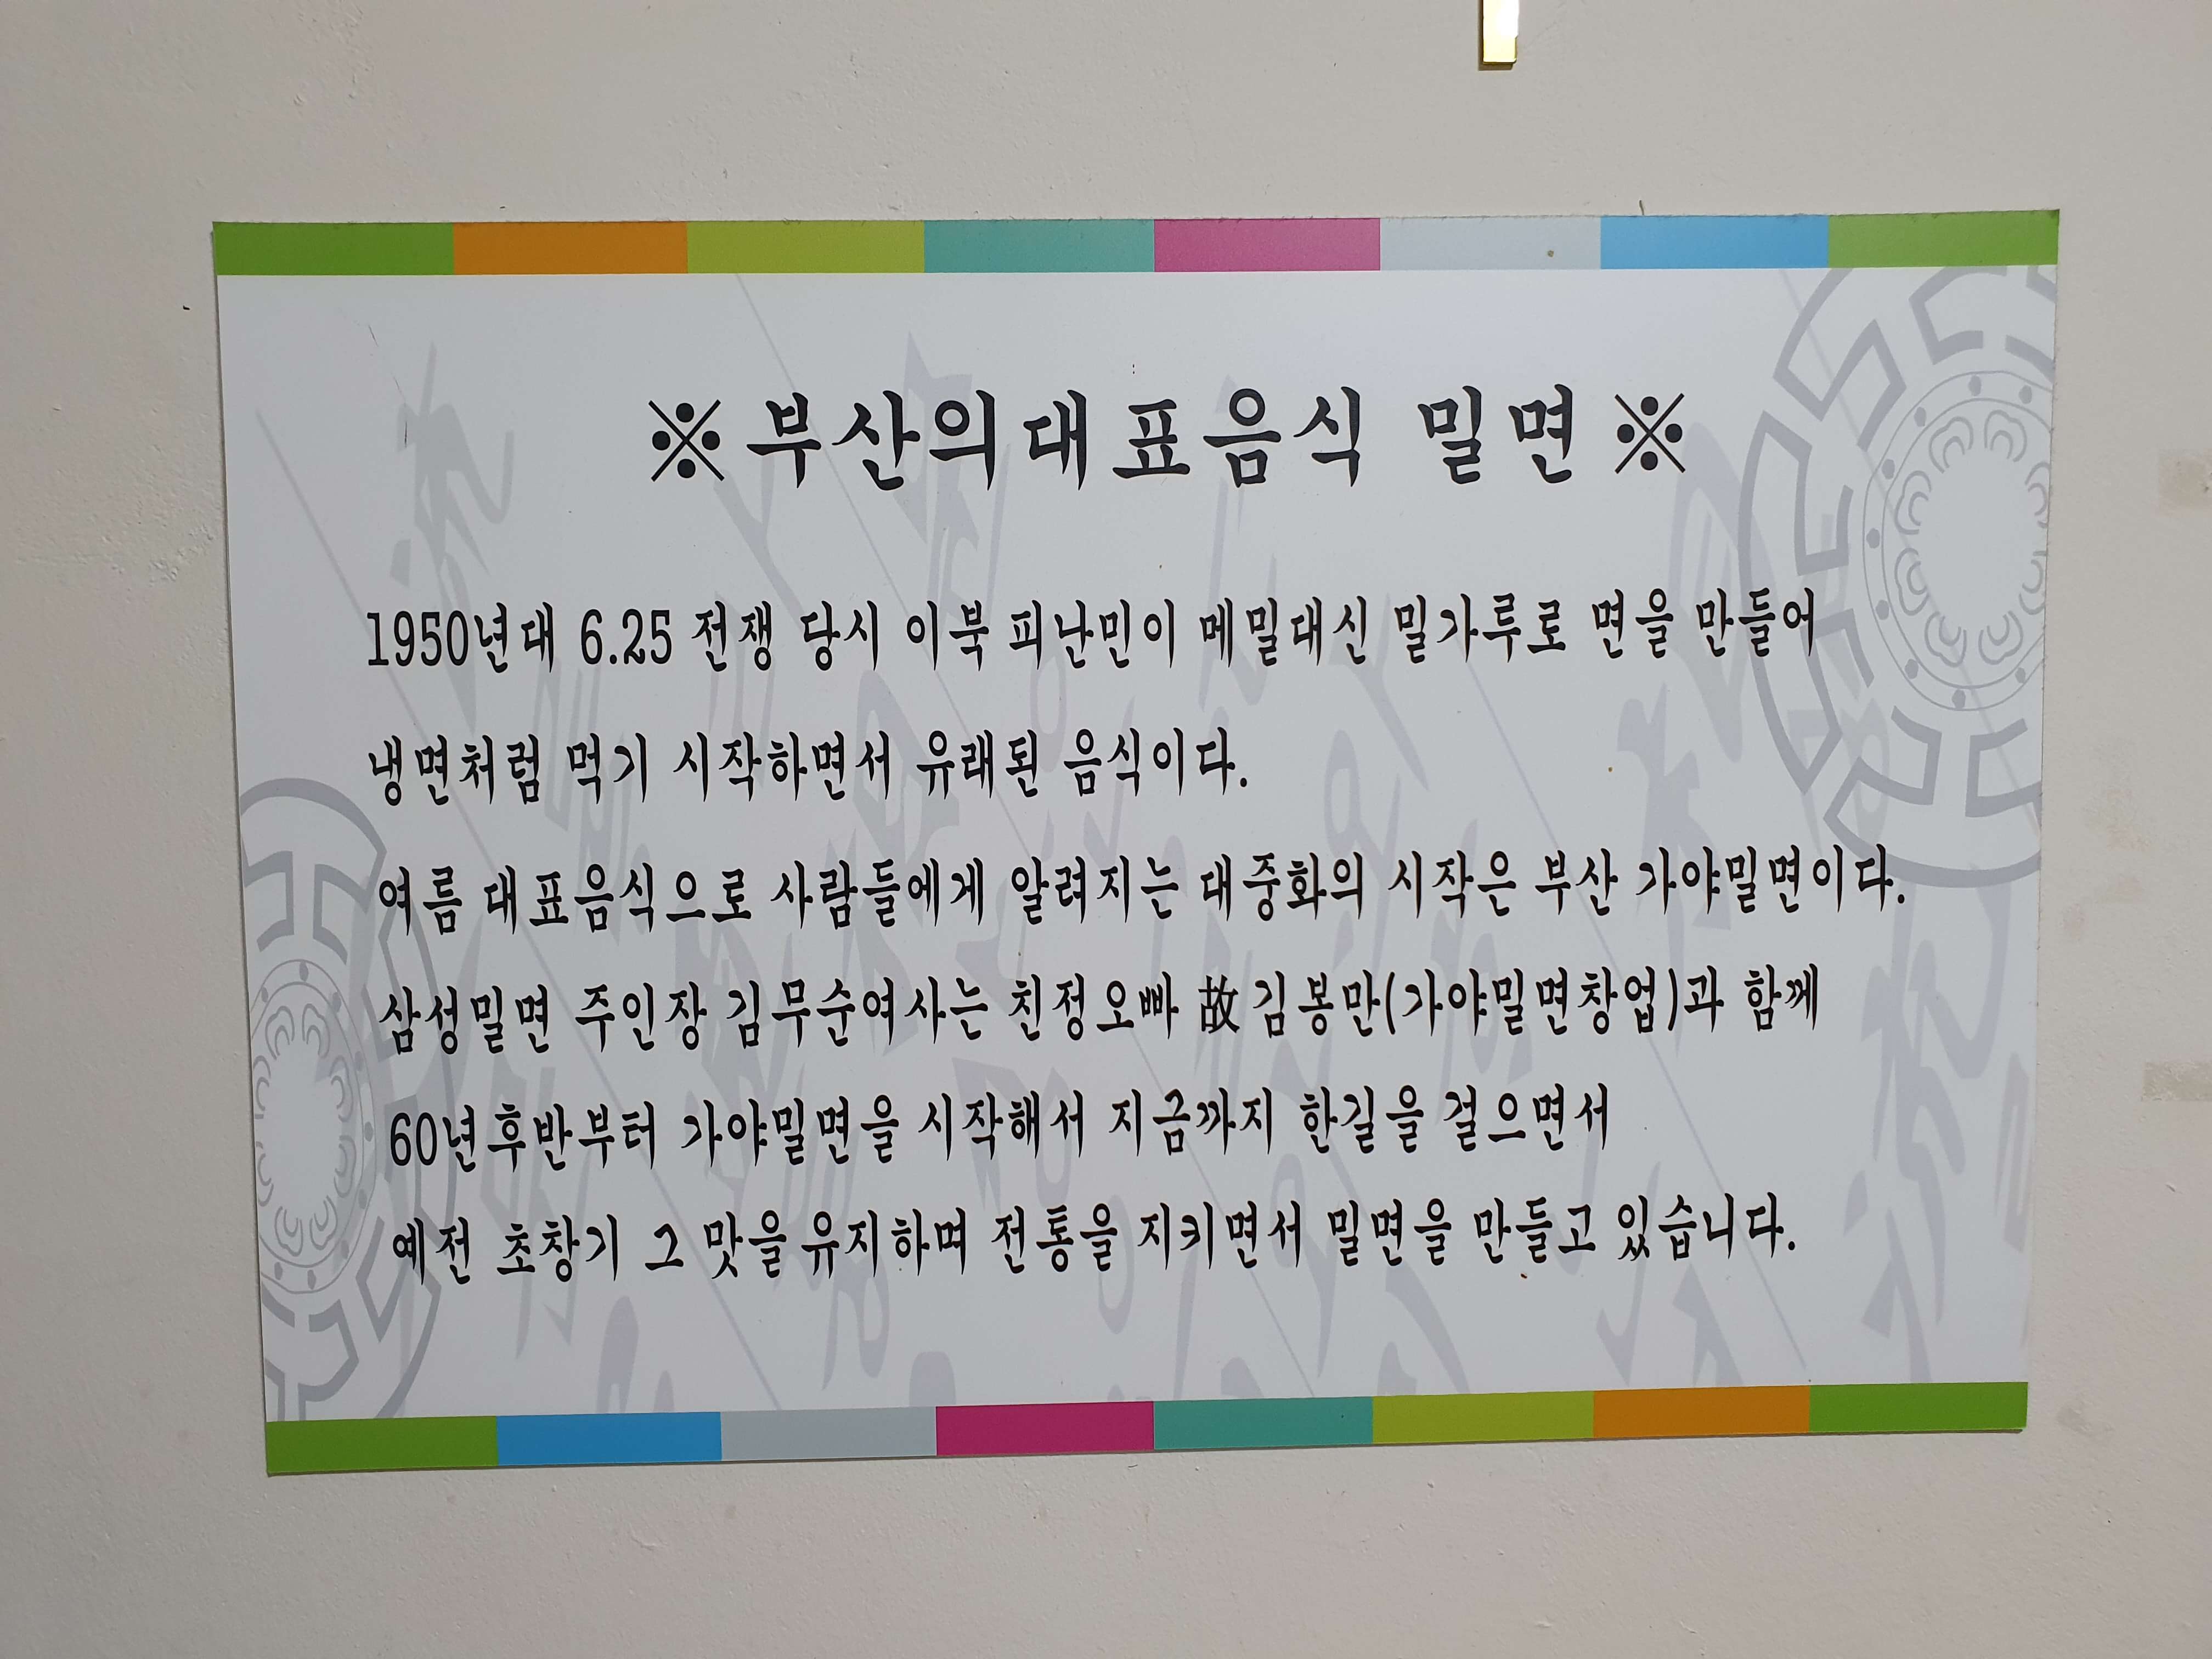 ※부산의대표음식 밀면※
1950년대 6.25 전쟁 당시 이북 피난민이 메밀대신 밀가루로 면을 만들어
냉면처럼 먹기 시작하면서 유래된 음식이다.
여름 대표음식으로 사람들에게 알려지는 대중화의 시작은 부산 가야밀면이다.
삼성밀면 주인장 김무순여사는 친정오빠 故김봉만(가야밀면창업)과 함께
60년후반부터 가야밀면을 시작해서 지금까지 한길을 걸으면서
예전 초창기 그 맛을 유지하며 전통을 지키면서 밀면을 만들고 있습니다.